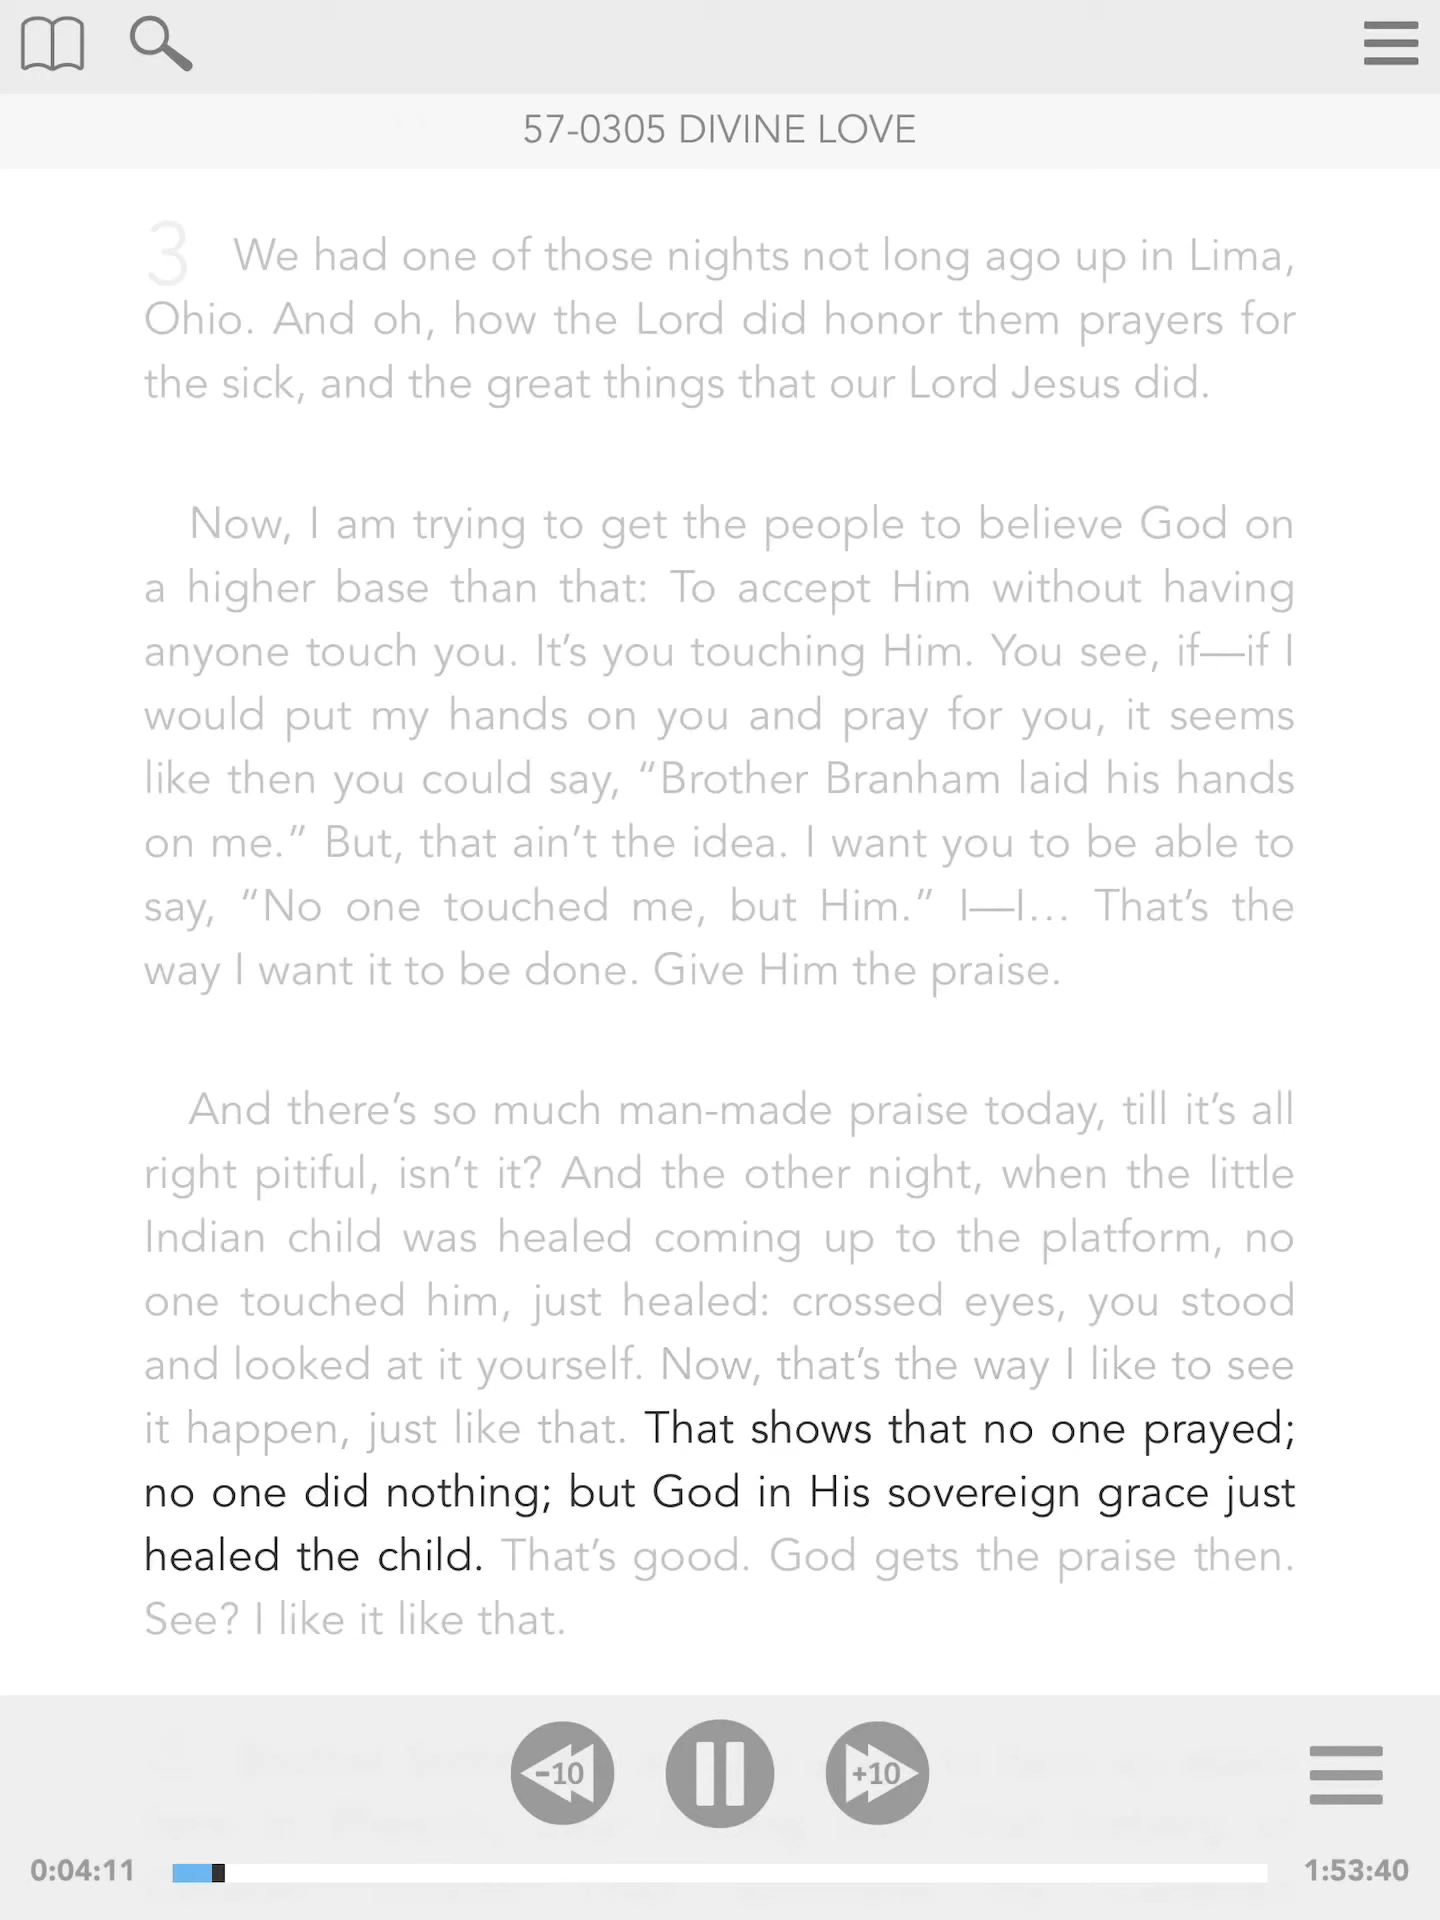 57-0305 DIVINE LOVE
3 We had one of those nights not long ago up in Lima,
Ohio. And oh, how the Lord did honor them prayers for
the sick, and the great things that our Lord Jesus did.
Now, I am trying to get the people to believe God on
a higher base than that: To accept Him without having
anyone touch you. It’s you touching Him. You see, if—if I
would put my hands on you and pray for you, it seems
like then you could say, “Brother Branham laid his hands
on me.” But, that ain’t the idea. I want you to be able to
say, “No one touched me, but Him.” I—I… That’s the
way I want it to be done. Give Him the praise.
And there’s so much man-made praise today, till it’s all
right pitiful, isn’t it? And the other night, when the little
Indian child was healed coming up to the platform, no
one touched him, just healed: crossed eyes, you stood
and looked at it yourself. Now, that’s the way I like to see
it happen, just like that. That shows that no one prayed;
no one did nothing; but God in His sovereign grace just
healed the child. That’s good. God gets the praise then.
See? I like it like that.
-10 +10
0:04:11 1:53:40